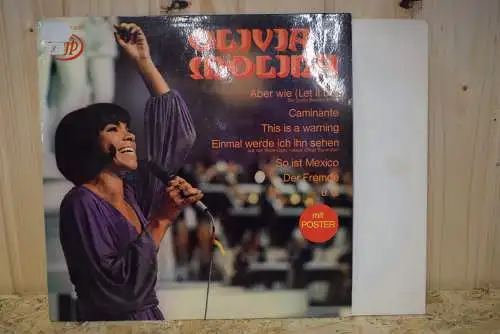 OLIVIA
MOLINA
Aber wie (Let it
Caminante
This is a warning
Einmal werde ich ihn sehen
So ist Mexico
Der Fremde
mit
POSTER